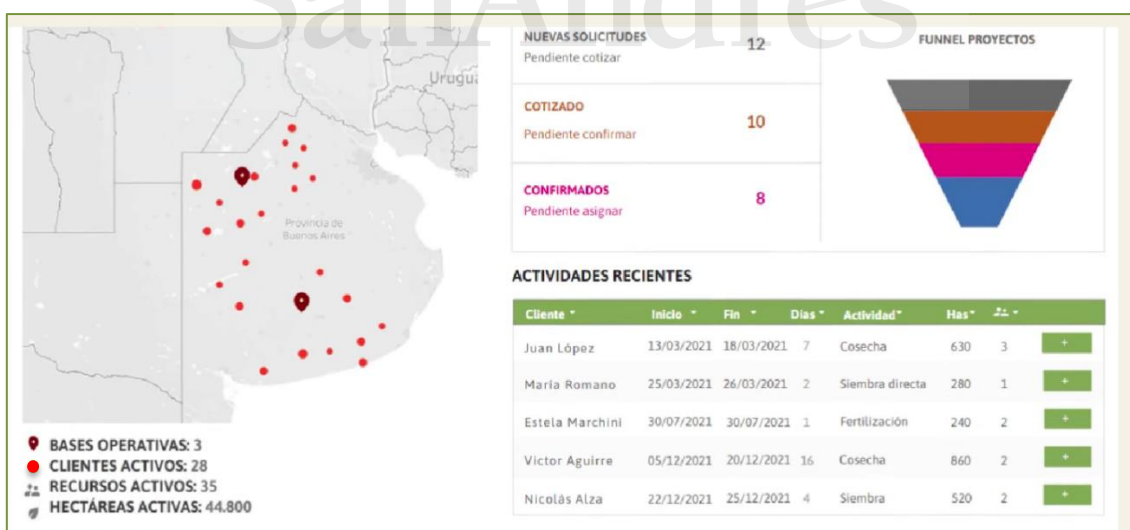 SanAndrés
Urugua
Provincia de
Buenos Aires
BASES OPERATIVAS: 3
CLIENTES ACTIVOS: 28
RECURSOS ACTIVOS: 35
HECTÁREAS ACTIVAS: 44.800
NUEVAS SOLICITUDES 12
Pendiente cotizar
COTIZADO 10
Pendiente confirmar
CONFIRMADOS 8
Pendiente asignar
FUNNEL PROYECTOS
ACTIVIDADES RECIENTES
Cliente Inicio Fin Dias Actividad Has
Juan López 13/03/2021 18/03/2021 7 Cosecha 630 3 +
María Romano 25/03/2021 26/03/2021 2 Siembra directa 280 1 +
Estela Marchini 30/07/2021 30/07/2021 1 Fertilización 240 2 +
Victor Aguirre 05/12/2021 20/12/2021 16 Cosecha 860 2 +
Nicolás Alza 22/12/2021 25/12/2021 4 Siembra 520 2 +